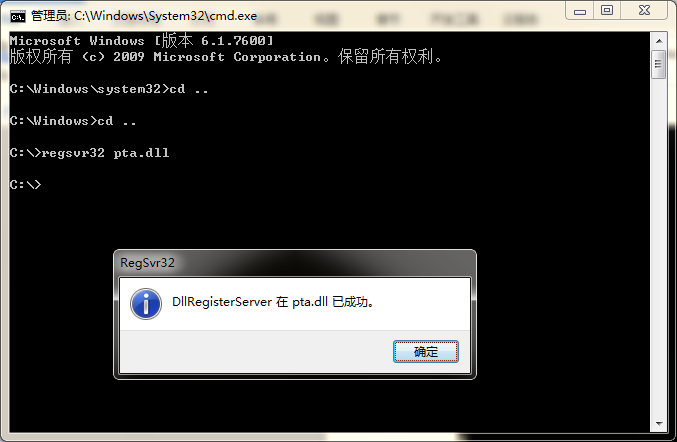 管理员: C:\Windows\System32\cmd.exe
Microsoft Windows [版本 6.1.7600]
版权所有 (c) 2009 Microsoft Corporation。保留所有权利。
C:\Windows\system32>cd ..
C:\Windows>cd ..
C:\>regsvr32 pta.dll
C:\>
RegSvr32
DllRegisterServer 在 pta.dll 已成功。
确定